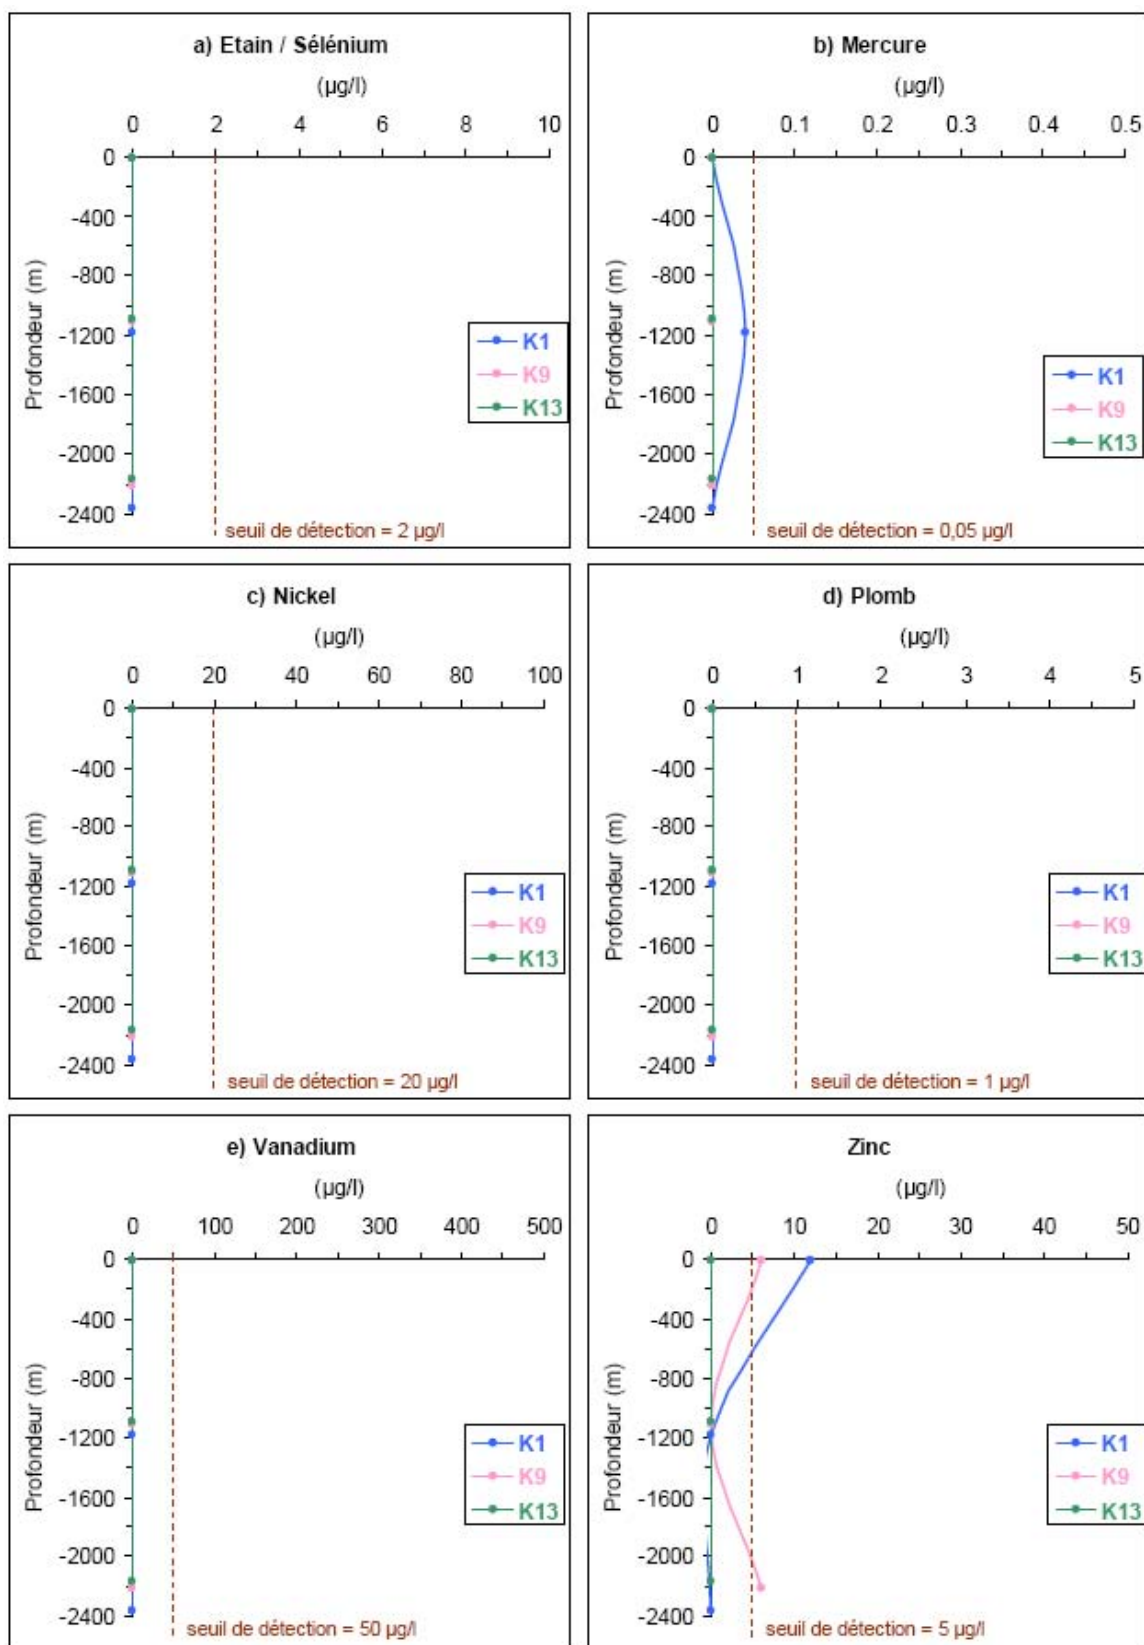 a) Etain / Sélénium
(µg/l)
0 2 4 6 8 10
0
-400
-800
-1200
-1600
-2000
-2400
Profondeur (m)
K1
K9
K13
seuil de détection = 2 µg/l
b) Mercure
(µg/l)
0 0.1 0.2 0.3 0.4 0.5
0
-400
-800
-1200
-1600
-2000
-2400
Profondeur (m)
K1
K9
K13
seuil de détection = 0,05 µg/l
c) Nickel
(µg/l)
0 20 40 60 80 100
0
-400
-800
-1200
-1600
-2000
-2400
Profondeur (m)
K1
K9
K13
seuil de détection = 20 µg/l
d) Plomb
(µg/l)
0 1 2 3 4 5
0
-400
-800
-1200
-1600
-2000
-2400
Profondeur (m)
K1
K9
K13
seuil de détection = 1 µg/l
e) Vanadium
(µg/l)
0 100 200 300 400 500
0
-400
-800
-1200
-1600
-2000
-2400
Profondeur (m)
K1
K9
K13
seuil de détection = 50 µg/l
Zinc
(µg/l)
0 10 20 30 40 50
0
-400
-800
-1200
-1600
-2000
-2400
Profondeur (m)
K1
K9
K13
seuil de détection = 5 µg/l